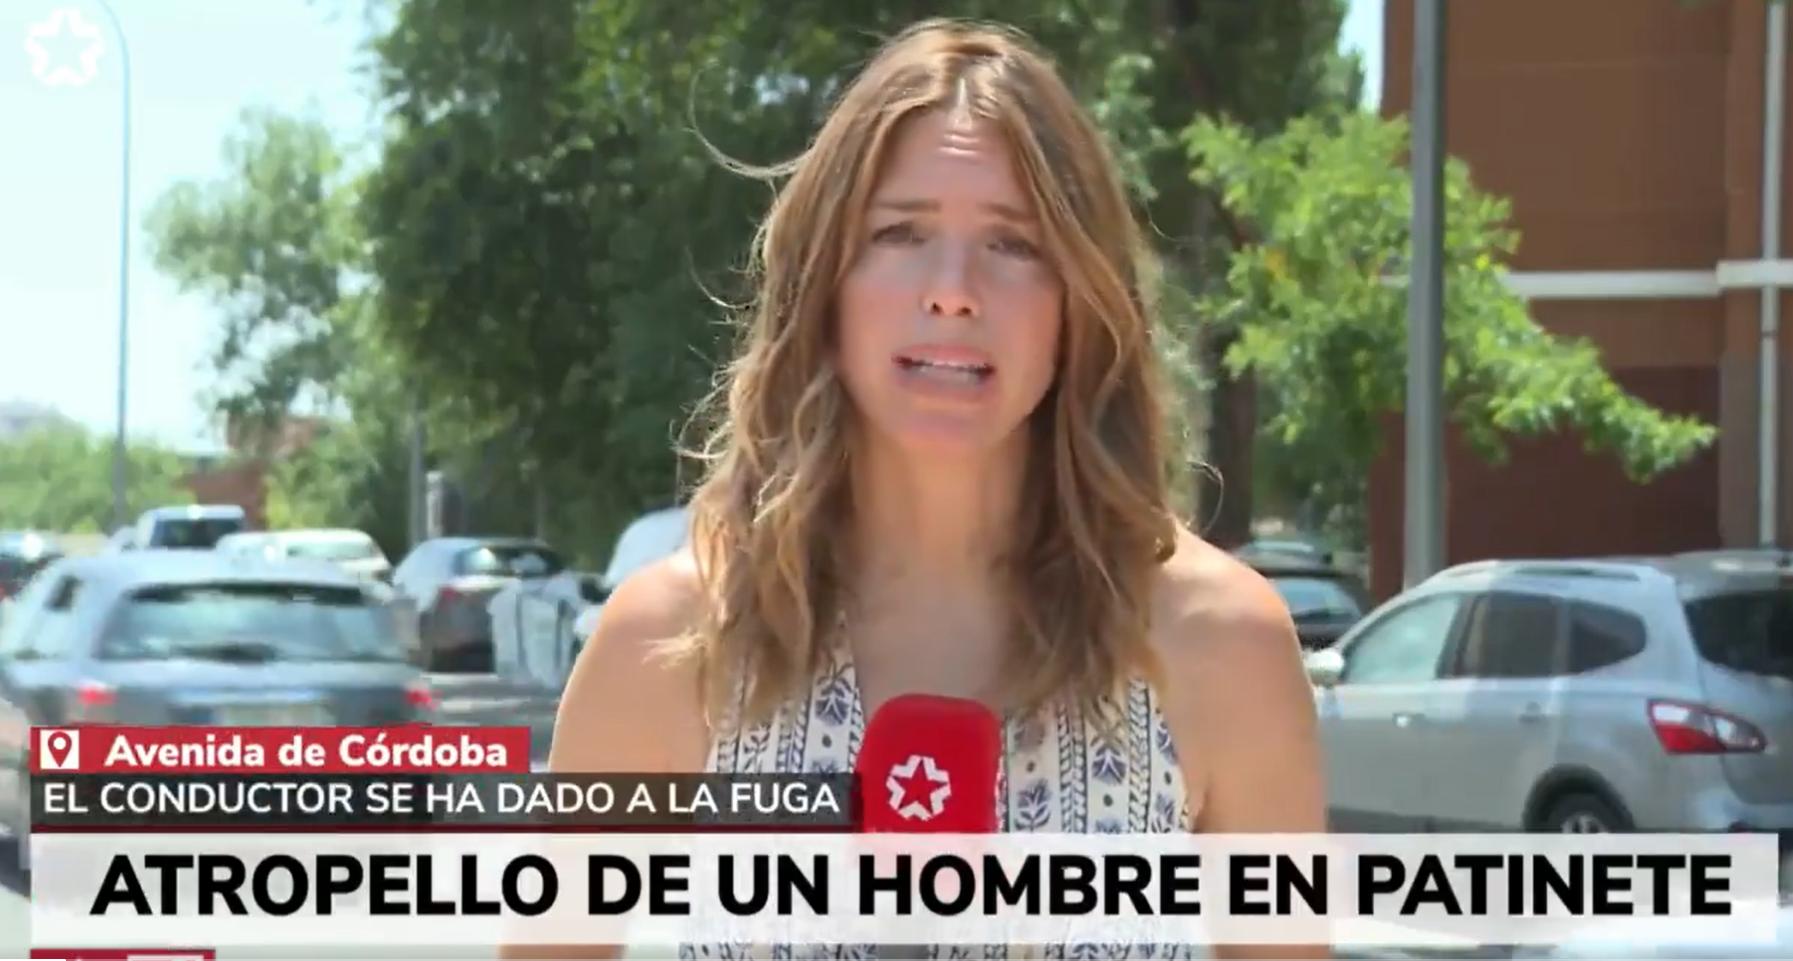 Avenida de Córdoba
EL CONDUCTOR SE HA DADO A LA FUGA
ATROPELLO DE UN HOMBRE EN PATINETE